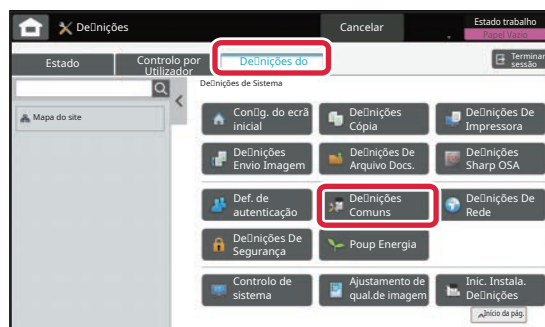 De▯nições
Cancelar
Estado trabalho
Papel Vazio
Estado
Controlo por
Utilizador
De▯nições do
Terminar
sessão
De▯nições de Sistema
Mapa do site
Con▯g. do ecrã
inicial
De▯nições
Cópia
De▯nições De
Impressora
De▯nições
Envio Imagem
De▯nições De
Arquivo Docs.
De▯nições
Sharp OSA
Def. de
autenticação
De▯nições
Comuns
De▯nições De
Rede
De▯nições De
Segurança
Poup Energia
Controlo de
sistema
Ajustamento de
qual.de imagem
Inic. Instala.
De▯nições
Início da pág.